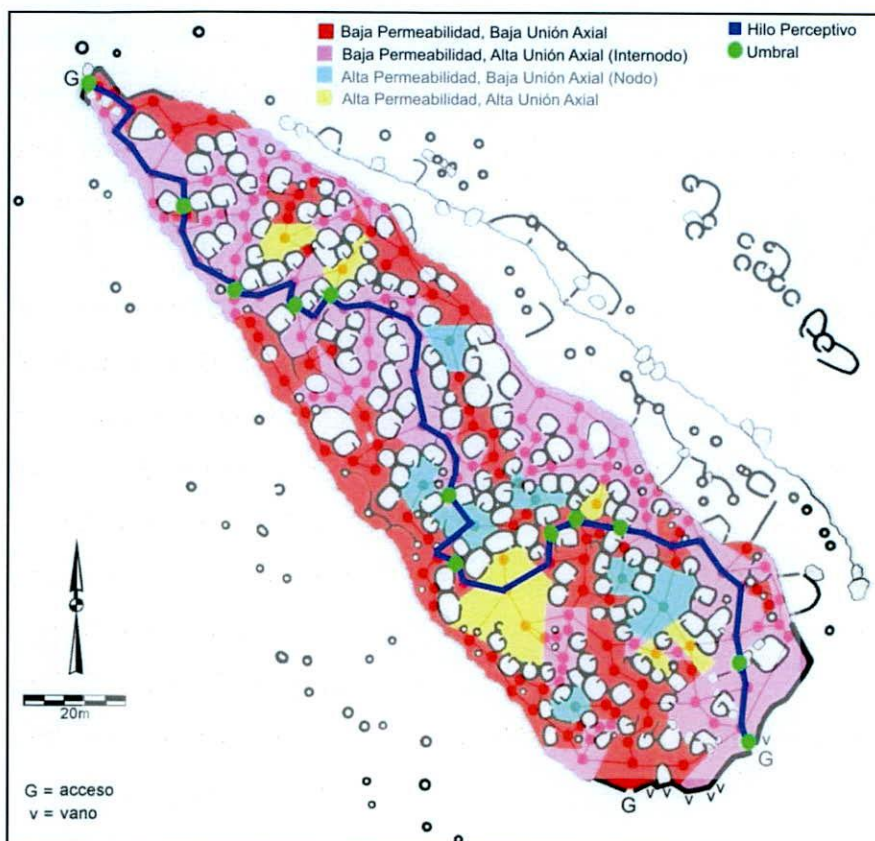 Baja Permeabilidad, Baja Unión Axial
Baja Permeabilidad, Alta Unión Axial (Internodo)
Alta Permeabilidad, Baja Unión Axial (Nodo)
Alta Permeabilidad, Alta Unión Axial
Hilo Perceptivo
Umbral
G
20m
G = acceso
v = vano
v
G
G
v v v v v